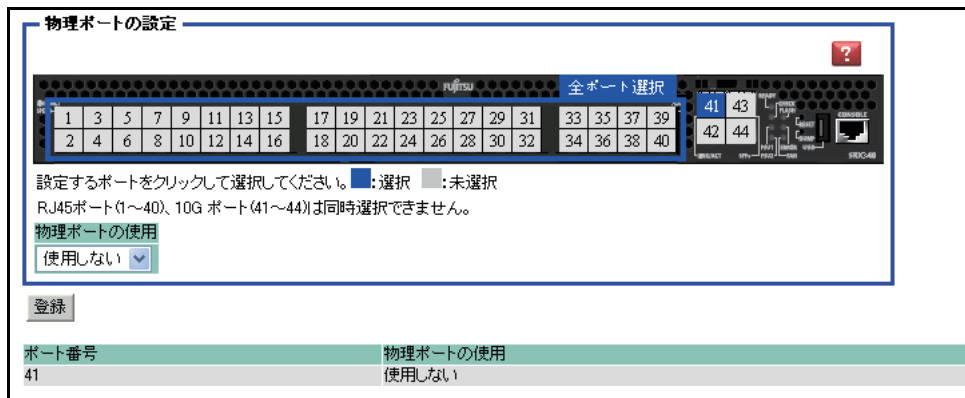 物理ポートの設定
?
FUJITSU
全ポート選択
READY
CHECK
FLASH
CONSOLE
1 3 5 7 9 11 13 15 17 19 21 23 25 27 29 31 33 35 37 39 41 43
2 4 6 8 10 12 14 16 18 20 22 24 26 28 30 32 34 36 38 40 42 44
RESET
DUMP
USB
設定するポートをクリックして選択してください。 :選択 :未選択
RJ45ポート(1～40)、10G ポート(41～44)は同時選択できません。
物理ポートの使用
使用しない
登録
ポート番号 物理ポートの使用
41 使用しない